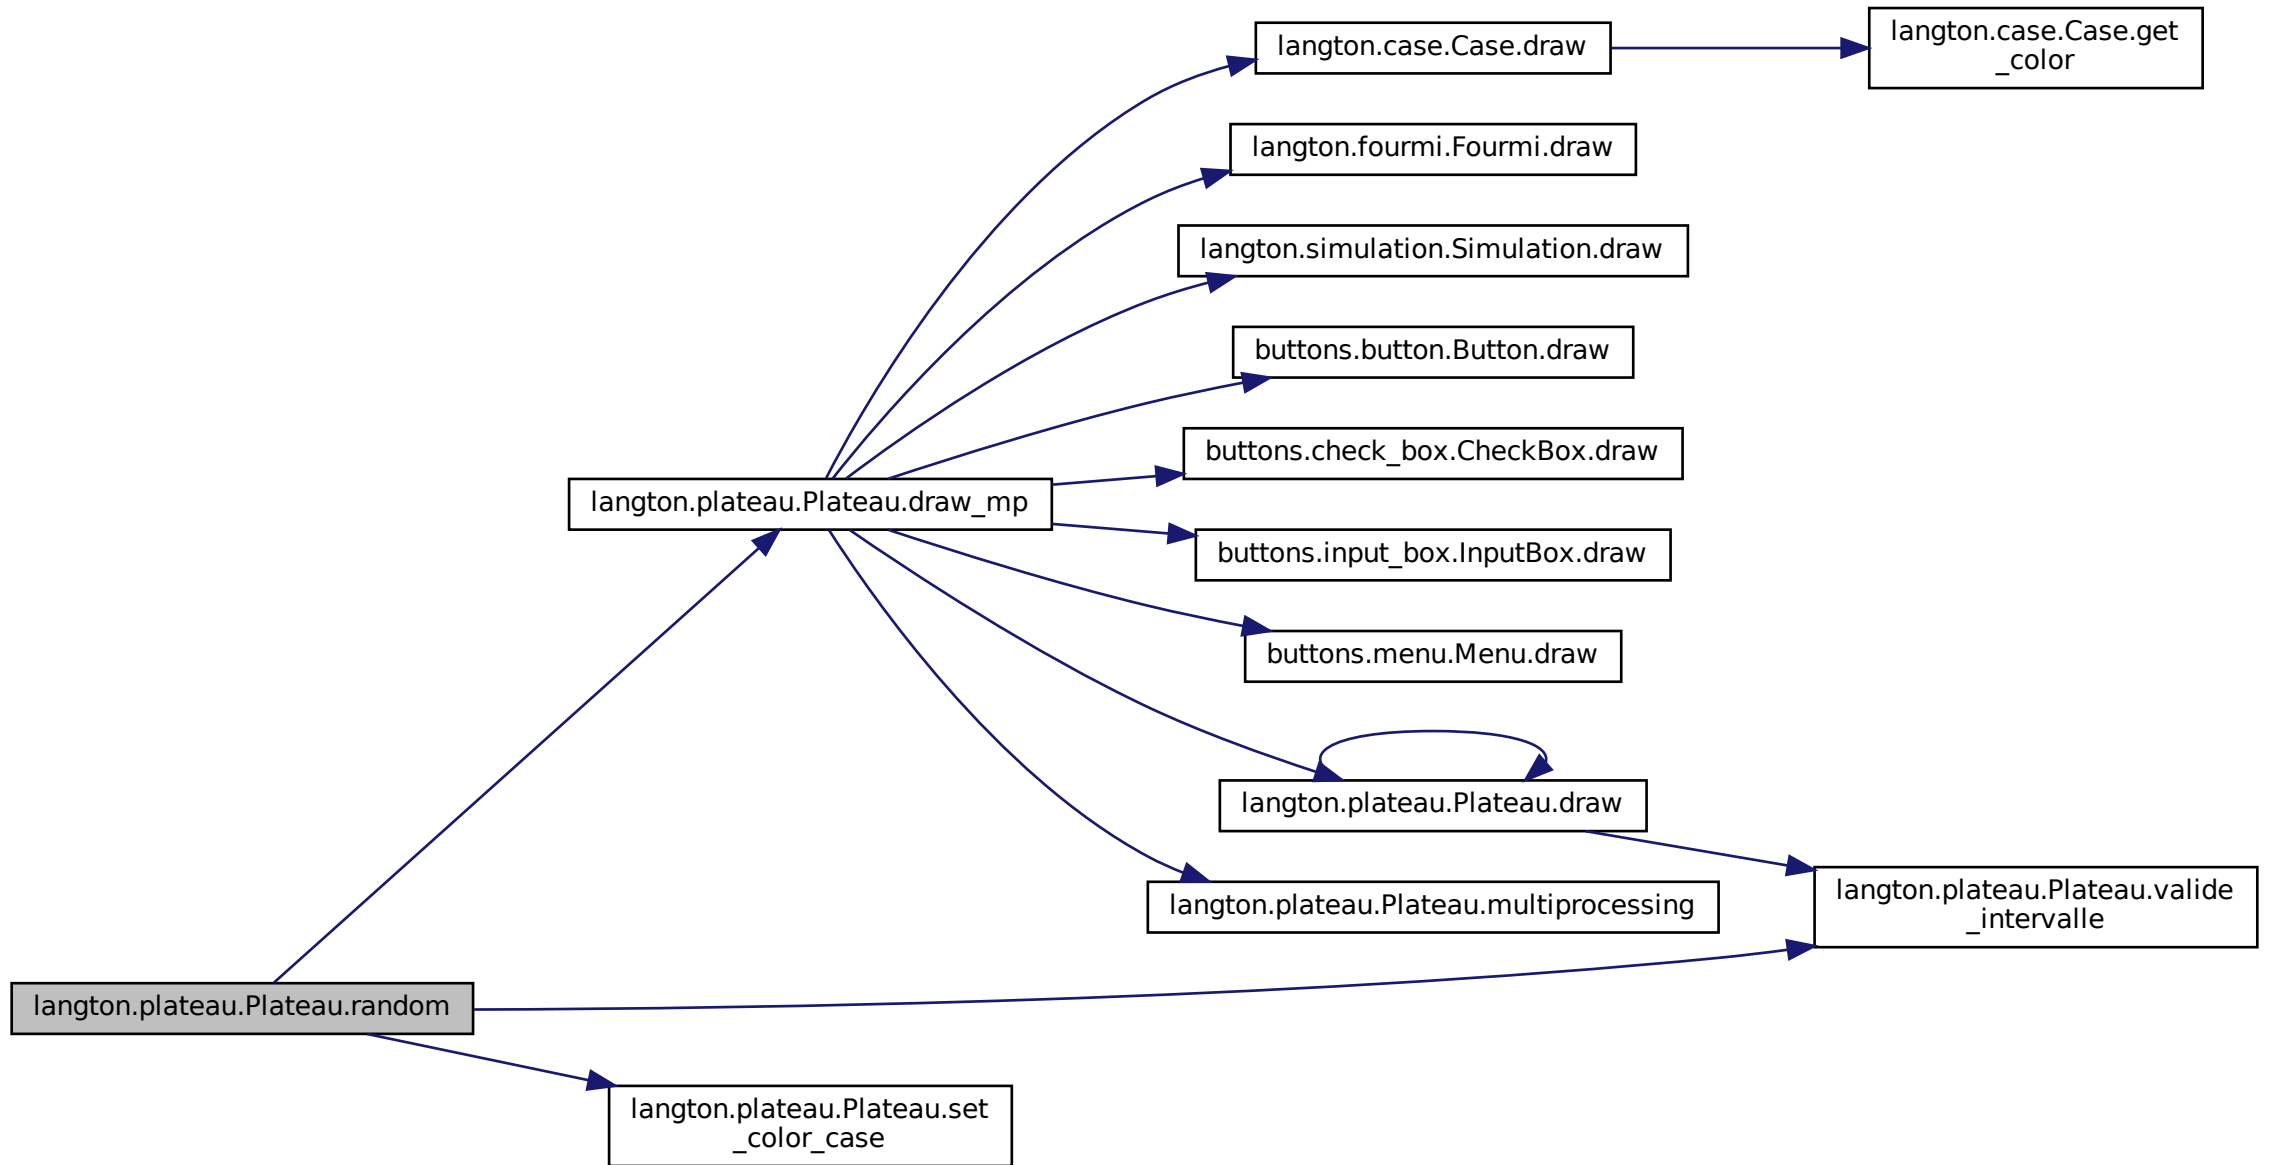 langton.case.Case.draw
langton.case.Case.get
_color
langton.fourmi.Fourmi.draw
langton.simulation.Simulation.draw
buttons.button.Button.draw
buttons.check_box.CheckBox.draw
langton.plateau.Plateau.draw_mp
buttons.input_box.InputBox.draw
buttons.menu.Menu.draw
langton.plateau.Plateau.draw
langton.plateau.Plateau.multiprocessing
langton.plateau.Plateau.valide
_intervalle
langton.plateau.Plateau.random
langton.plateau.Plateau.set
_color_case